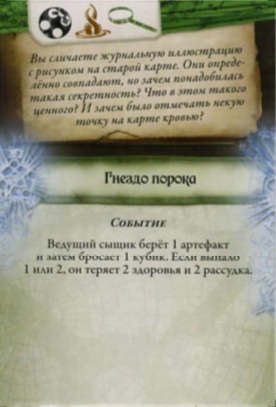 Вы сличаете журнальную иллюстрацию
с рисунком на старой карте. Они опреде-
лённо совпадают, но зачем понадобилась
такая секретность? Что в этом такого
ценного? И зачем было отмечать некую
точку на карте кровью?
Гнездо порока
Событие
Ведущий сыщик берёт 1 артефакт
и затем бросает 1 кубик. Если выпало
1 или 2, он теряет 2 здоровья и 2 рассудка.